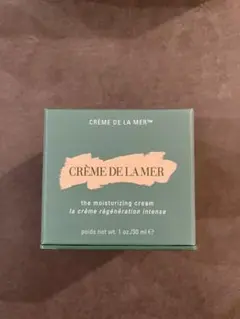 CRÈME DE LA MER™
CRÈME DE LA MER
the moisturizing cream
la crème régénération intense
poids net wt. 1 oz./30 ml ℮